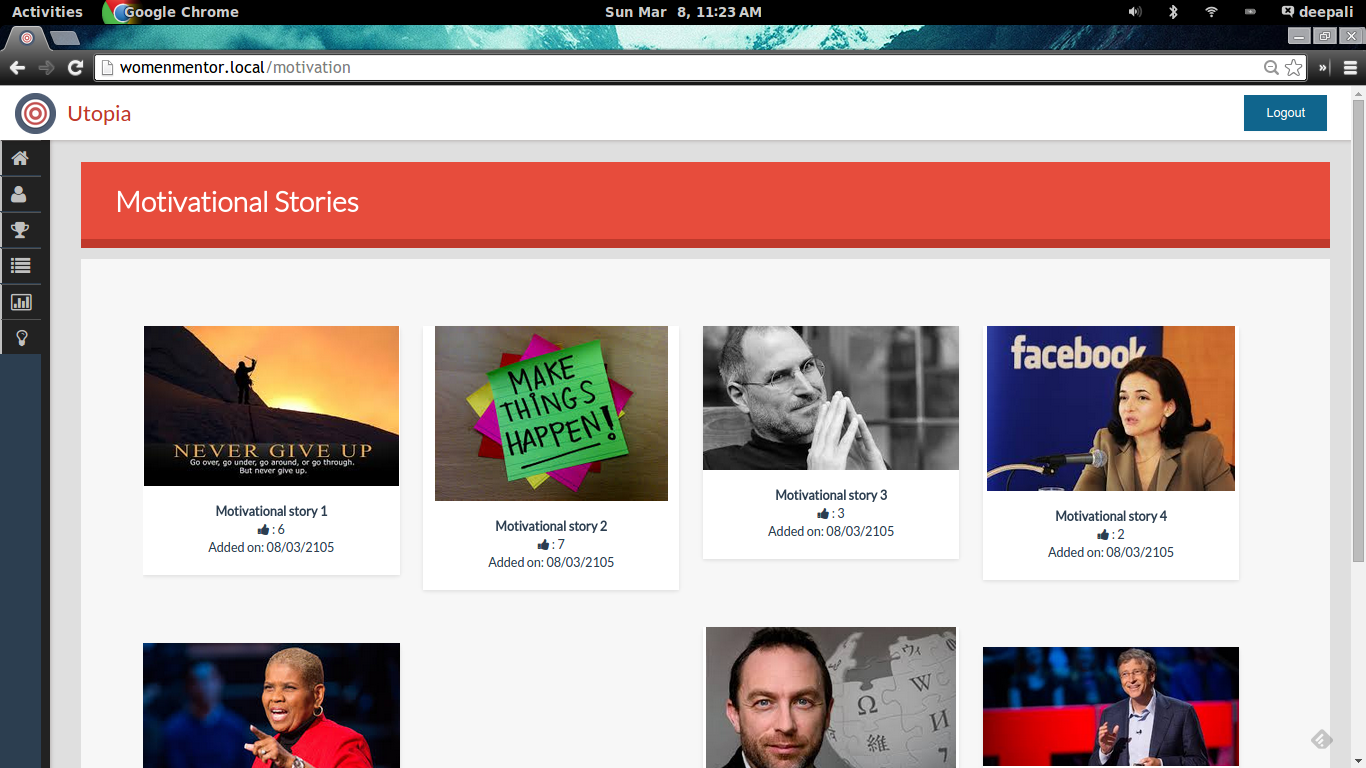 Activities Google Chrome Sun Mar 8, 11:23 AM deepali
womenmentor.local/motivation
Utopia Logout
Motivational Stories
facebook
MAKE
THINGS
HAPPEN!
NEVER GIVE UP
Go over, go under, go around, or go through.
But never give up.
Motivational story 1
: 6
Added on: 08/03/2105
Motivational story 2
: 7
Added on: 08/03/2105
Motivational story 3
: 3
Added on: 08/03/2105
Motivational story 4
: 2
Added on: 08/03/2105
Ω W
維 И